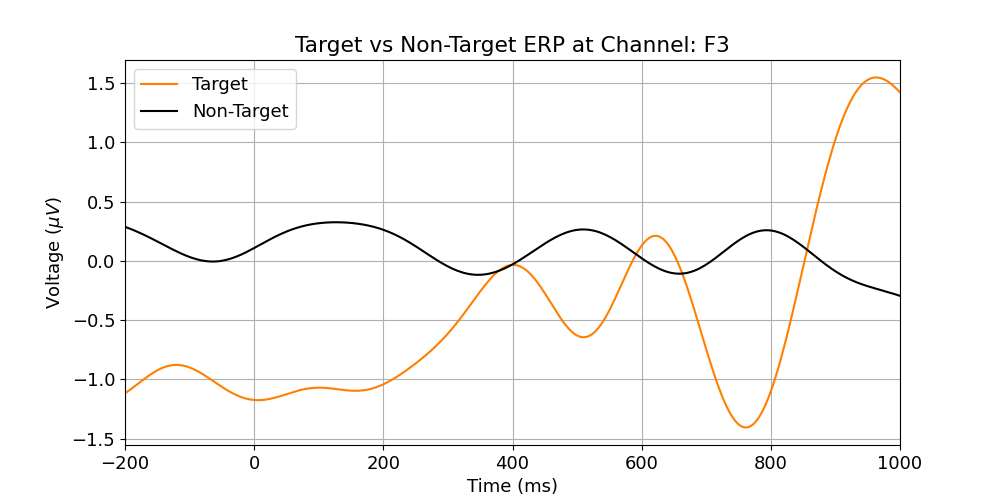 Target vs Non-Target ERP at Channel: F3
Target
Non-Target
Voltage (μV)
1.5
1.0
0.5
0.0
−0.5
−1.0
−1.5
−200 0 200 400 600 800 1000
Time (ms)